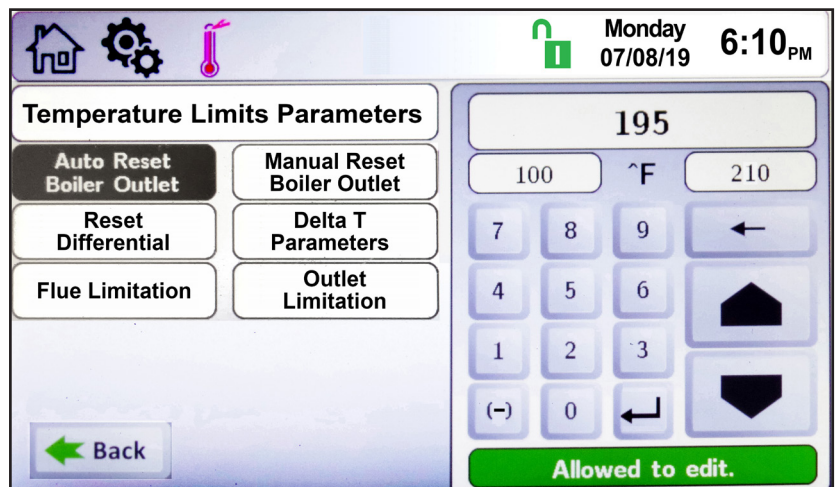 Monday
07/08/19
6:10 PM
Temperature Limits Parameters
Auto Reset
Boiler Outlet
Manual Reset
Boiler Outlet
Reset
Differential
Delta T
Parameters
Flue Limitation
Outlet
Limitation
Back
195
100 ^F 210
7 8 9
4 5 6
1 2 3
(-) 0
Allowed to edit.